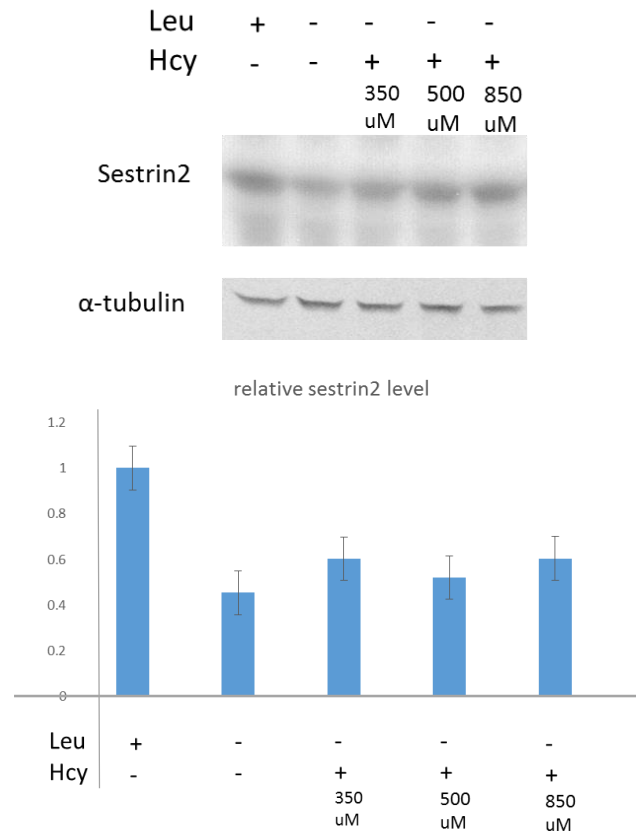 Leu + - - - -
Hcy - - + + +
350 500 850
uM uM uM
Sestrin2
α-tubulin
relative sestrin2 level
1.2
1
0.8
0.6
0.4
0.2
0
Leu + - - - -
Hcy - - + + +
350 500 850
uM uM uM